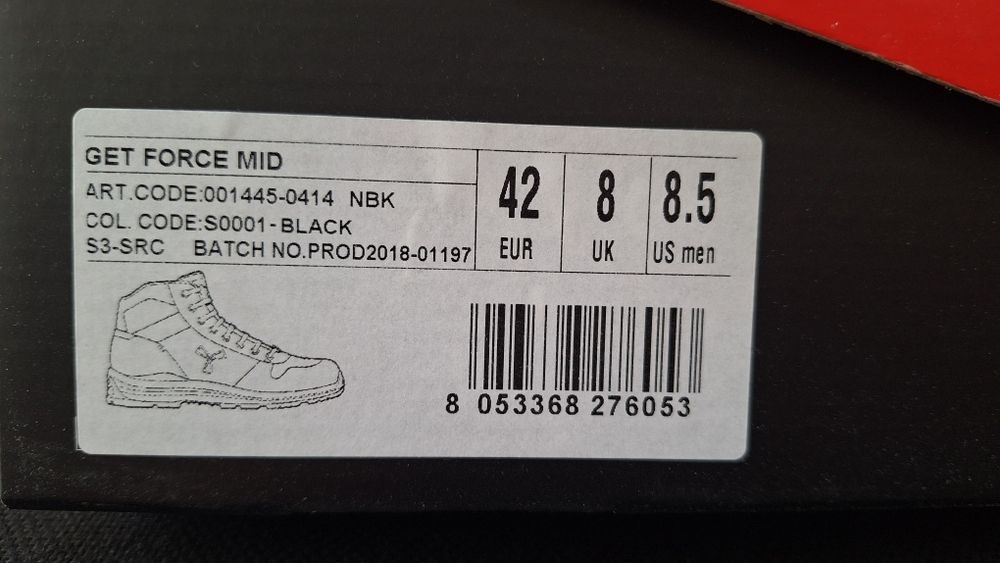 GET FORCE MID
ART.CODE:001445-0414 NBK
COL. CODE:S0001-BLACK
S3-SRC BATCH NO.PROD2018-01197
42 8 8.5
EUR UK US men
8 053368 276053